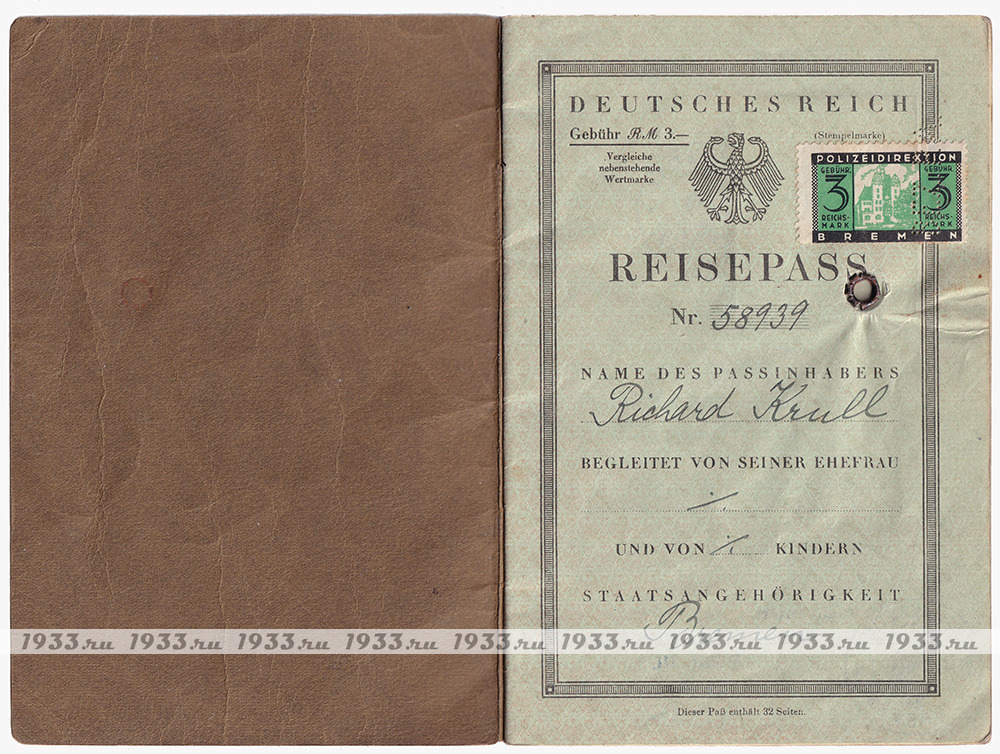 DEUTSCHES REICH
Gebühr RM 3.—
(Stempelmarke)
Vergleiche
nebenstehende
Wertmarke
POLIZEIDIREKTION
GEBÜHR GEBÜHR
3 3
REICHS- REICHS-
MARK MARK
BREMEN
REISEPASS
Nr. 58939
NAME DES PASSINHABERS
Richard Krull
BEGLEITET VON SEINER EHEFRAU
./.
UND VON ./. KINDERN
STAATSANGEHÖRIGKEIT
Bremen
1933.ru 1933.ru 1933.ru 1933.ru 1933.ru 1933.ru 1933.ru 1933.ru 1933.ru
Dieser Paß enthält 32 Seiten.